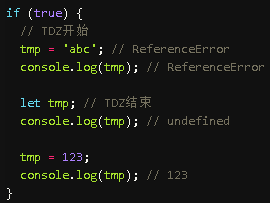 if (true) {
// TDZ开始
tmp = 'abc'; // ReferenceError
console.log(tmp); // ReferenceError
let tmp; // TDZ结束
console.log(tmp); // undefined
tmp = 123;
console.log(tmp); // 123
}